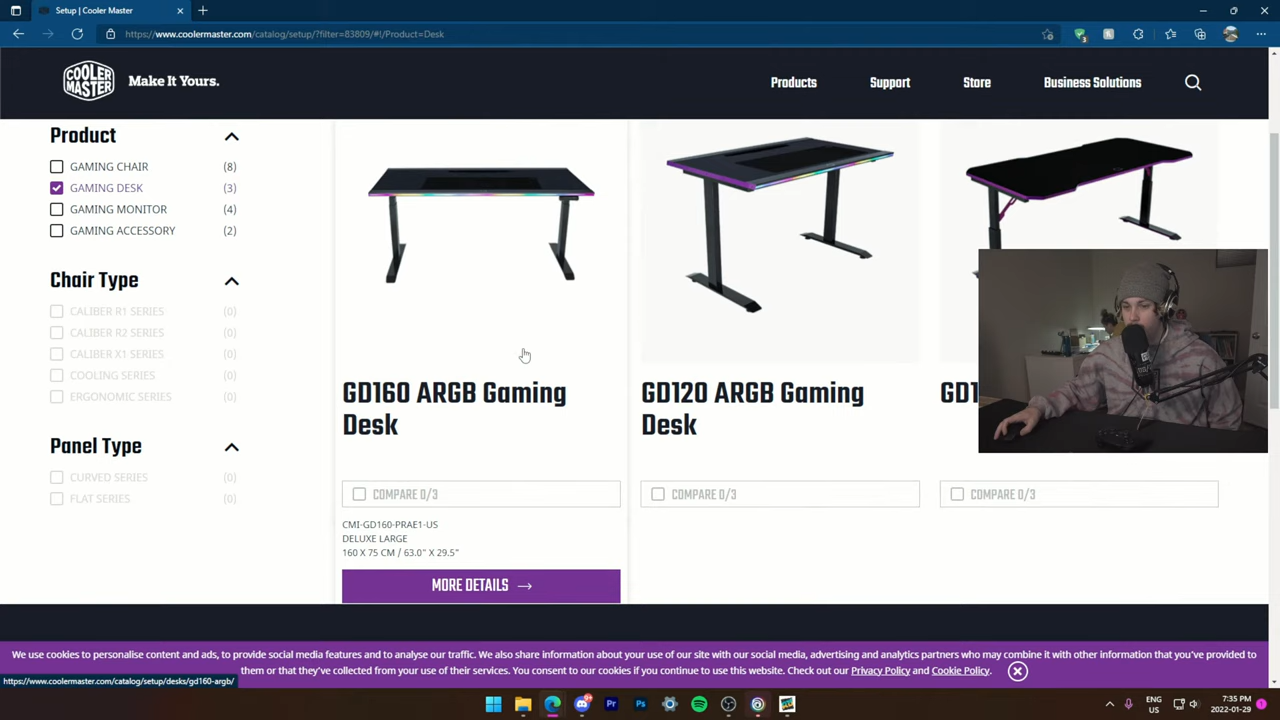 Setup | Cooler Master
https://www.coolermaster.com/catalog/setup/?filter=83809/#!/Product=Desk
COOLER MASTER
Make It Yours.
Products
Support
Store
Business Solutions
Product
GAMING CHAIR (8)
GAMING DESK (3)
GAMING MONITOR (4)
GAMING ACCESSORY (2)
Chair Type
CALIBER R1 SERIES (0)
CALIBER R2 SERIES (0)
CALIBER X1 SERIES (0)
COOLING SERIES (0)
ERGONOMIC SERIES (0)
Panel Type
CURVED SERIES (0)
FLAT SERIES (0)
GD160 ARGB Gaming
Desk
COMPARE 0/3
CMI-GD160-PRAE1-US
DELUXE LARGE
160 X 75 CM / 63.0" X 29.5"
MORE DETAILS →
GD120 ARGB Gaming
Desk
COMPARE 0/3
GD1
COMPARE 0/3
We use cookies to personalise content and ads, to provide social media features and to analyse our traffic. We also share information about your use of our site with our social media, advertising and analytics partners who may combine it with other information that you've provided to
them or that they've collected from your use of their services. You consent to our cookies if you continue to use this website. Check out our Privacy Policy and Cookie Policy.
https://www.coolermaster.com/catalog/setup/desks/gd160-argb/
Pr
Ps
ENG
US
7:35 PM
2022-01-29